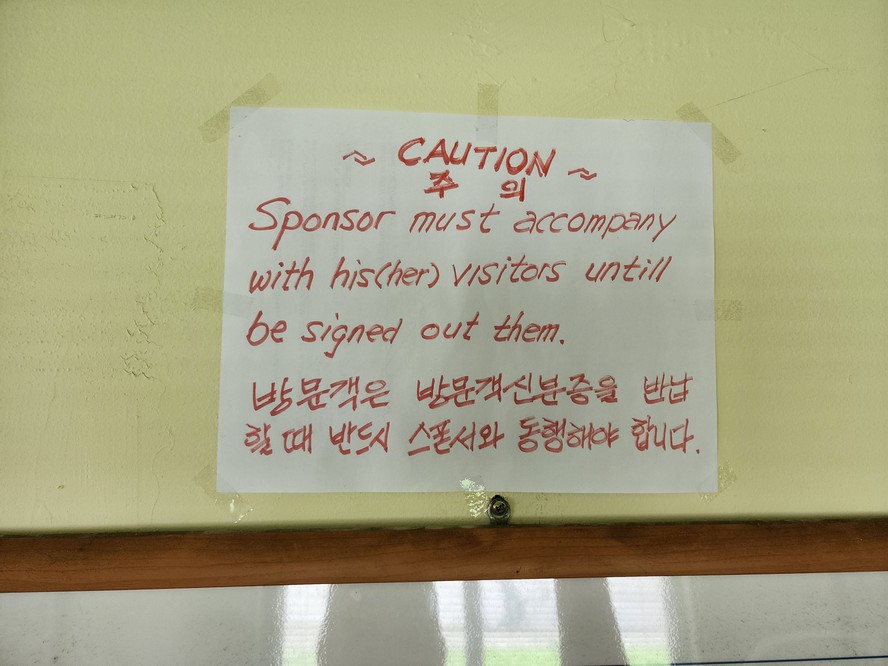 ~ CAUTION ~
주 의
Sponsor must accompany
with his(her) visitors untill
be signed out them.
방문객은 방문객신분증을 반납
할 때 반드시 스폰서와 동행해야 합니다.